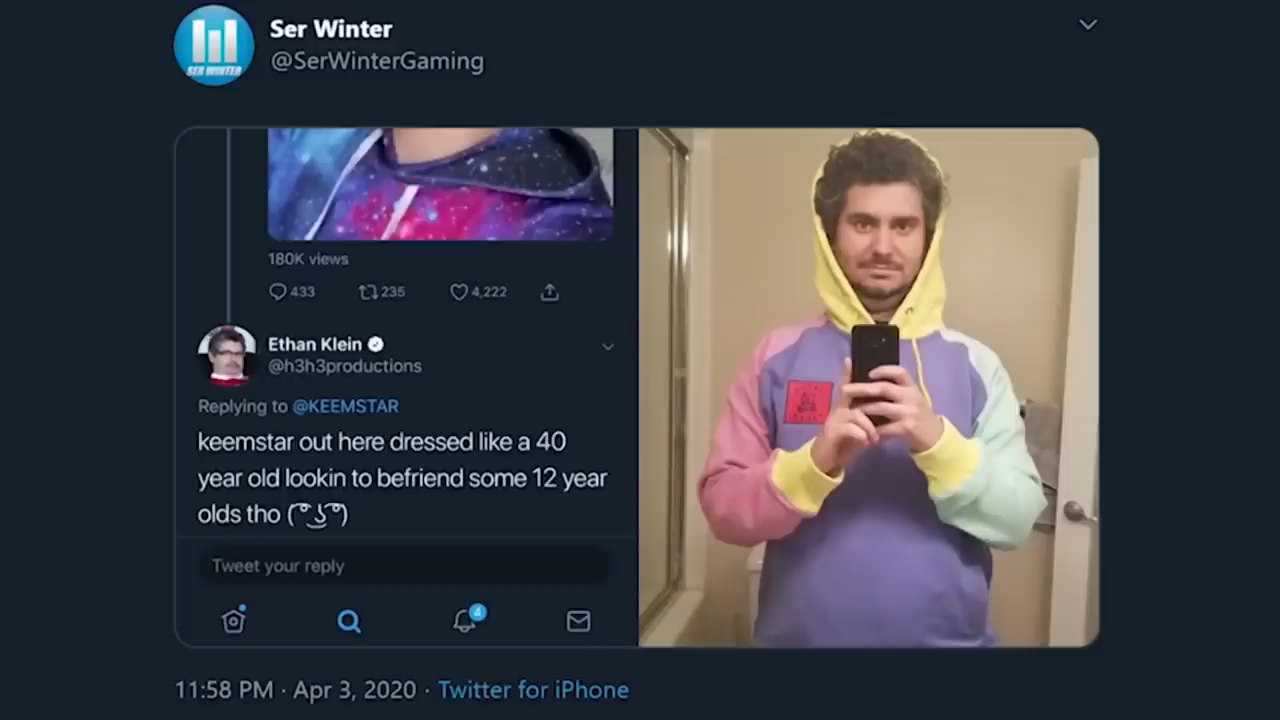 Ser Winter
@SerWinterGaming
SER WINTER
180K views
433 235 4,222
Ethan Klein
@h3h3productions
Replying to @KEEMSTAR
keemstar out here dressed like a 40
year old lookin to befriend some 12 year
olds tho ( ͡° ͜ʖ ͡°)
Tweet your reply
4
11:58 PM · Apr 3, 2020 · Twitter for iPhone